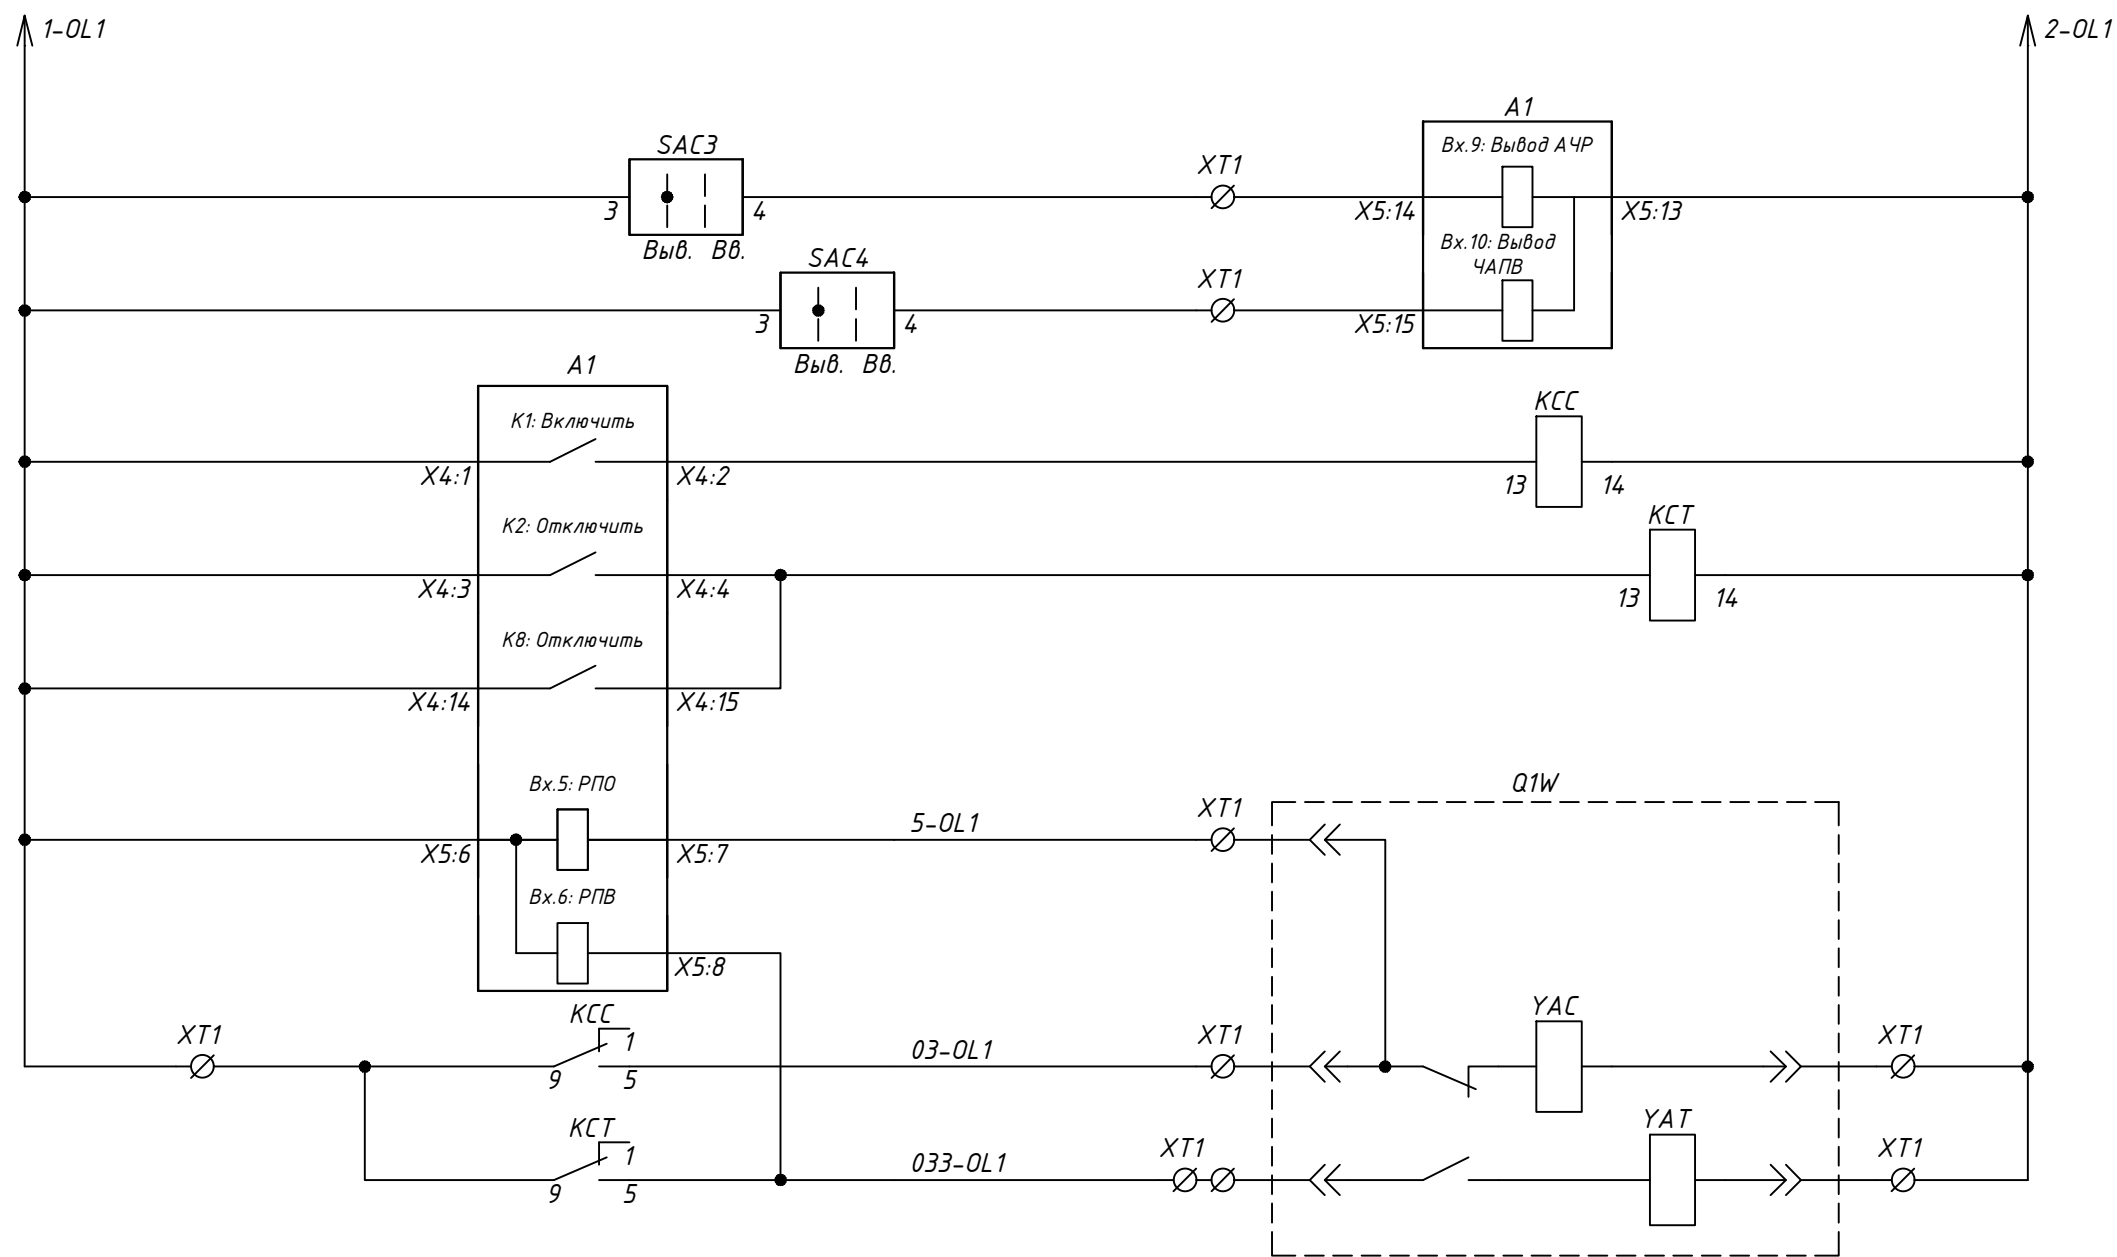 1-OL1
2-OL1
A1
SAC3
XT1
Вх.9: Вывод АЧР
3
4
X5:14
X5:13
Выв. Вв.
SAC4
XT1
Вх.10: Вывод
ЧАПВ
3
4
X5:15
Выв. Вв.
A1
K1: Включить
KCC
X4:1
X4:2
13
14
K2: Отключить
KCT
X4:3
X4:4
13
14
K8: Отключить
X4:14
X4:15
Вх.5: РПО
Q1W
5-OL1
XT1
X5:6
X5:7
Вх.6: РПВ
X5:8
KCC
YAC
XT1
1
03-OL1
XT1
XT1
9
5
KCT
YAT
1
033-OL1
XT1
XT1
9
5